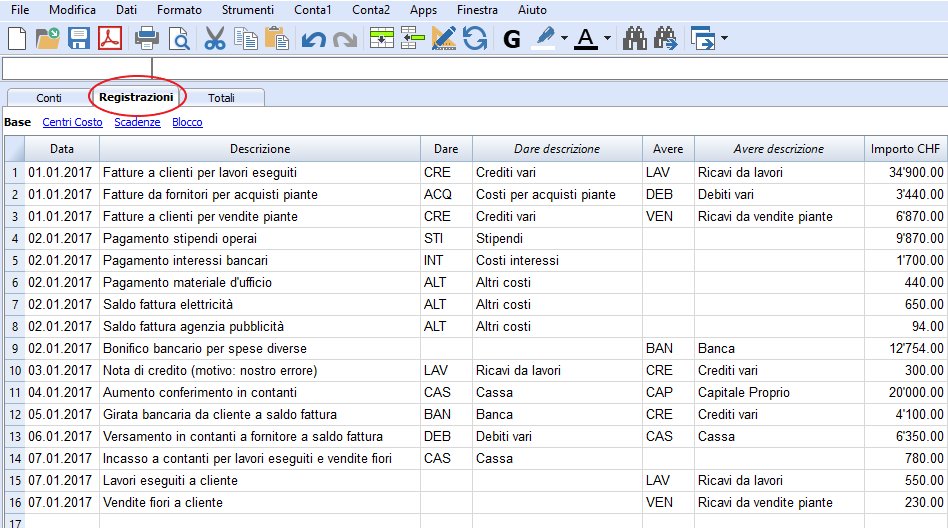 File Modifica Dati Formato Strumenti Conta1 Conta2 Apps Finestra Aiuto
G A
Conti Registrazioni Totali
Base Centri Costo Scadenze Blocco
Data Descrizione Dare Dare descrizione Avere Avere descrizione Importo CHF
1 01.01.2017 Fatture a clienti per lavori eseguiti CRE Crediti vari LAV Ricavi da lavori 34'900.00
2 01.01.2017 Fatture da fornitori per acquisti piante ACQ Costi per acquisti piante DEB Debiti vari 3'440.00
3 01.01.2017 Fatture a clienti per vendite piante CRE Crediti vari VEN Ricavi da vendite piante 6'870.00
4 02.01.2017 Pagamento stipendi operai STI Stipendi 9'870.00
5 02.01.2017 Pagamento interessi bancari INT Costi interessi 1'700.00
6 02.01.2017 Pagamento materiale d'ufficio ALT Altri costi 440.00
7 02.01.2017 Saldo fattura elettricità ALT Altri costi 650.00
8 02.01.2017 Saldo fattura agenzia pubblicità ALT Altri costi 94.00
9 02.01.2017 Bonifico bancario per spese diverse BAN Banca 12'754.00
10 03.01.2017 Nota di credito (motivo: nostro errore) LAV Ricavi da lavori CRE Crediti vari 300.00
11 04.01.2017 Aumento conferimento in contanti CAS Cassa CAP Capitale Proprio 20'000.00
12 05.01.2017 Girata bancaria da cliente a saldo fattura BAN Banca CRE Crediti vari 4'100.00
13 06.01.2017 Versamento in contanti a fornitore a saldo fattura DEB Debiti vari CAS Cassa 6'350.00
14 07.01.2017 Incasso a contanti per lavori eseguiti e vendite fiori CAS Cassa 780.00
15 07.01.2017 Lavori eseguiti a cliente LAV Ricavi da lavori 550.00
16 07.01.2017 Vendite fiori a cliente VEN Ricavi da vendite piante 230.00
17